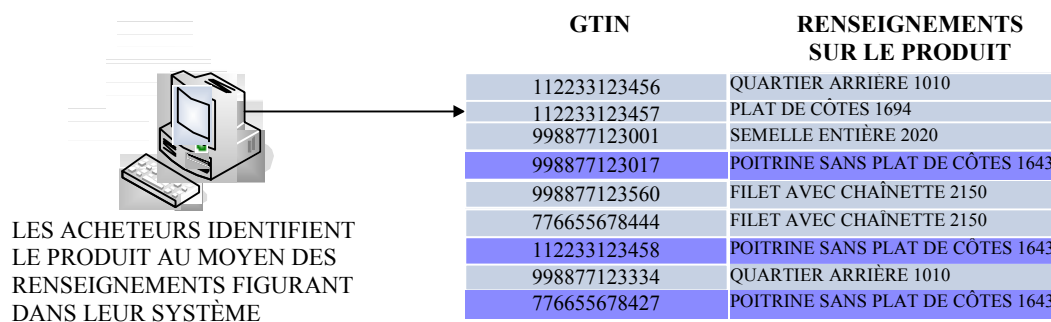 GTIN RENSEIGNEMENTS
SUR LE PRODUIT
112233123456 QUARTIER ARRIÈRE 1010
112233123457 PLAT DE CÔTES 1694
998877123001 SEMELLE ENTIÈRE 2020
998877123017 POITRINE SANS PLAT DE CÔTES 1643
998877123560 FILET AVEC CHAÎNETTE 2150
776655678444 FILET AVEC CHAÎNETTE 2150
112233123458 POITRINE SANS PLAT DE CÔTES 1643
998877123334 QUARTIER ARRIÈRE 1010
776655678427 POITRINE SANS PLAT DE CÔTES 1643
LES ACHETEURS IDENTIFIENT
LE PRODUIT AU MOYEN DES
RENSEIGNEMENTS FIGURANT
DANS LEUR SYSTÈME